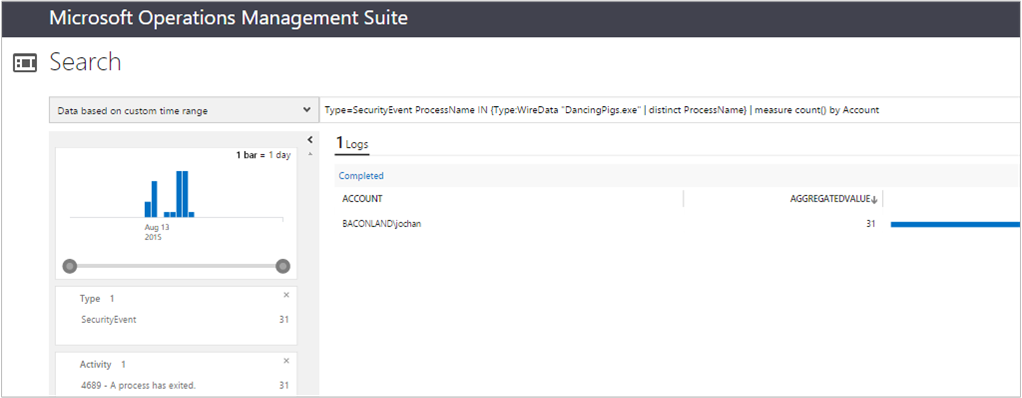 Microsoft Operations Management Suite
Search
Data based on custom time range
Type=SecurityEvent ProcessName IN {Type:WireData "DancingPigs.exe" | distinct ProcessName} | measure count() by Account
1 bar = 1 day
Aug 13
2015
Type 1
SecurityEvent 31
Activity 1
4689 - A process has exited. 31
1 Logs
Completed
ACCOUNT AGGREGATEDVALUE
BACONLAND\jochan 31